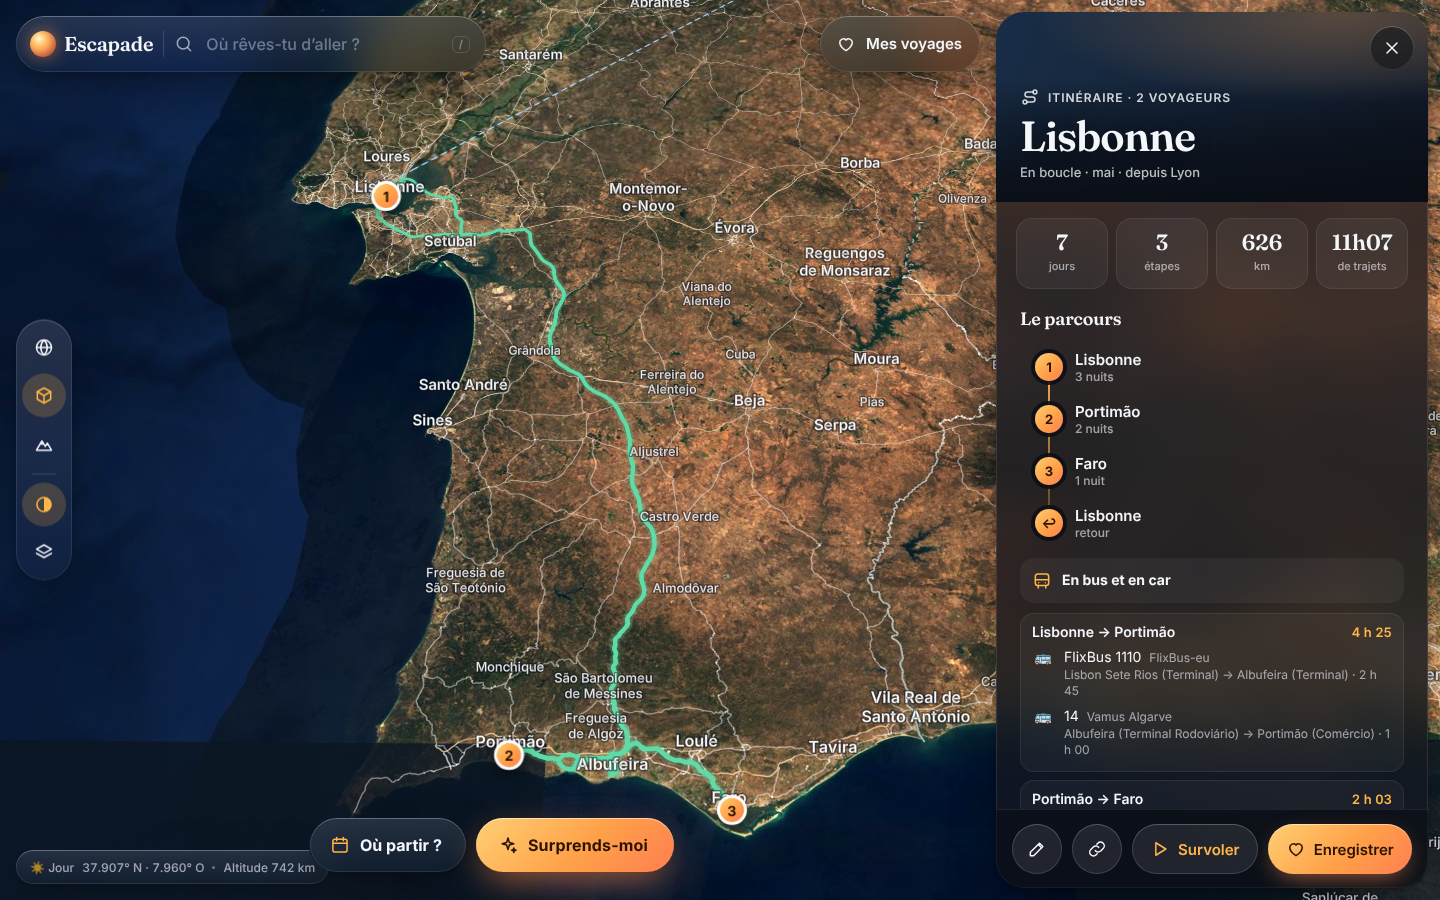 Escapade
Où rêves-tu d'aller ?
/
Mes voyages
Abrantes
Cáceres
Santarém
Loures
Lisbonne
1
Setúbal
Montemor-
o-Novo
Évora
Borba
Bada
Olivenza
Reguengos
de Monsaraz
Viana do
Alentejo
Grândola
Cuba
Moura
Santo André
Ferreira do
Alentejo
Beja
Pias
Sines
Serpa
Aljustrel
Castro Verde
Freguesia de
São Teotónio
Almodôvar
Monchique
São Bartolomeu
de Messines
Vila Real de
Santo António
Freguesia
de Algoz
Portimão
2
Loulé
Tavira
Albufeira
Faro
3
Où partir ?
Surprends-moi
Jour 37.907° N · 7.960° O • Altitude 742 km
ITINÉRAIRE · 2 VOYAGEURS
Lisbonne
En boucle · mai · depuis Lyon
7
jours
3
étapes
626
km
11h07
de trajets
Le parcours
1
Lisbonne
3 nuits
2
Portimão
2 nuits
3
Faro
1 nuit
Lisbonne
retour
En bus et en car
Lisbonne → Portimão 4 h 25
FlixBus 1110 FlixBus-eu
Lisbon Sete Rios (Terminal) → Albufeira (Terminal) · 2 h
45
14 Vamus Algarve
Albufeira (Terminal Rodoviário) → Portimão (Comércio) · 1
h 00
Portimão → Faro 2 h 03
Survoler
Enregistrer
Sanlúcar de